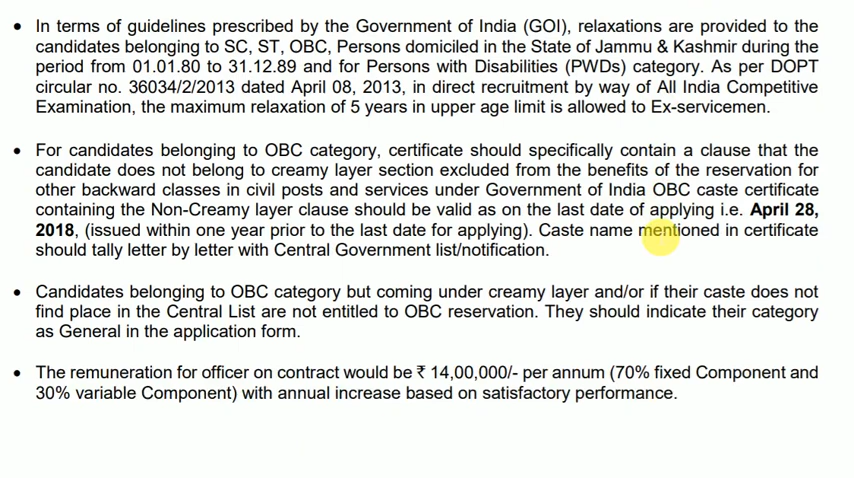 • In terms of guidelines prescribed by the Government of India (GOI), relaxations are provided to the
candidates belonging to SC, ST, OBC, Persons domiciled in the State of Jammu & Kashmir during the
period from 01.01.80 to 31.12.89 and for Persons with Disabilities (PWDs) category. As per DOPT
circular no. 36034/2/2013 dated April 08, 2013, in direct recruitment by way of All India Competitive
Examination, the maximum relaxation of 5 years in upper age limit is allowed to Ex-servicemen.
• For candidates belonging to OBC category, certificate should specifically contain a clause that the
candidate does not belong to creamy layer section excluded from the benefits of the reservation for
other backward classes in civil posts and services under Government of India OBC caste certificate
containing the Non-Creamy layer clause should be valid as on the last date of applying i.e. April 28,
2018, (issued within one year prior to the last date for applying). Caste name mentioned in certificate
should tally letter by letter with Central Government list/notification.
• Candidates belonging to OBC category but coming under creamy layer and/or if their caste does not
find place in the Central List are not entitled to OBC reservation. They should indicate their category
as General in the application form.
• The remuneration for officer on contract would be ₹ 14,00,000/- per annum (70% fixed Component and
30% variable Component) with annual increase based on satisfactory performance.